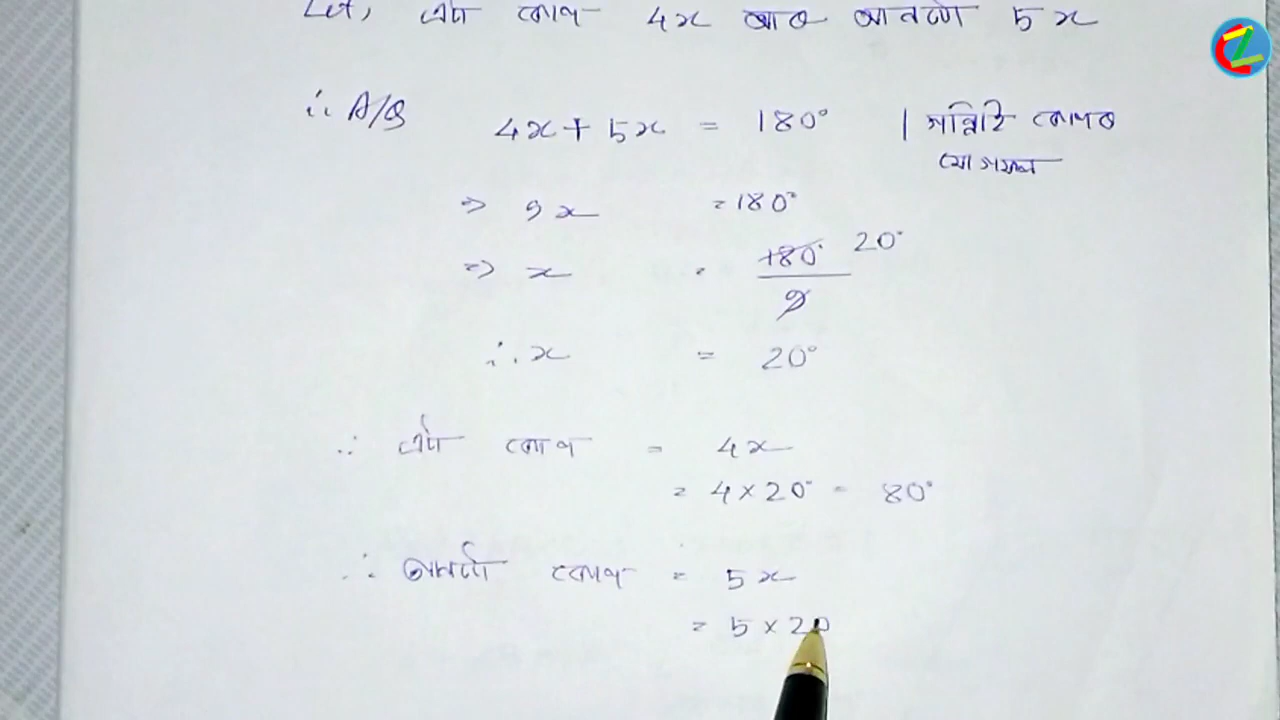 Let, এটা কোণ 4x আৰু আনটো 5x
∴ A/Q 4x + 5x = 180° | সন্নিহিত কোণৰ
যোগফল
⇒ 9x = 180°
⇒ x = 180°/9 20°
∴ x = 20°
∴ এটা কোণ = 4x
= 4 × 20° = 80°
∴ আনটো কোণ = 5x
= 5 × 20